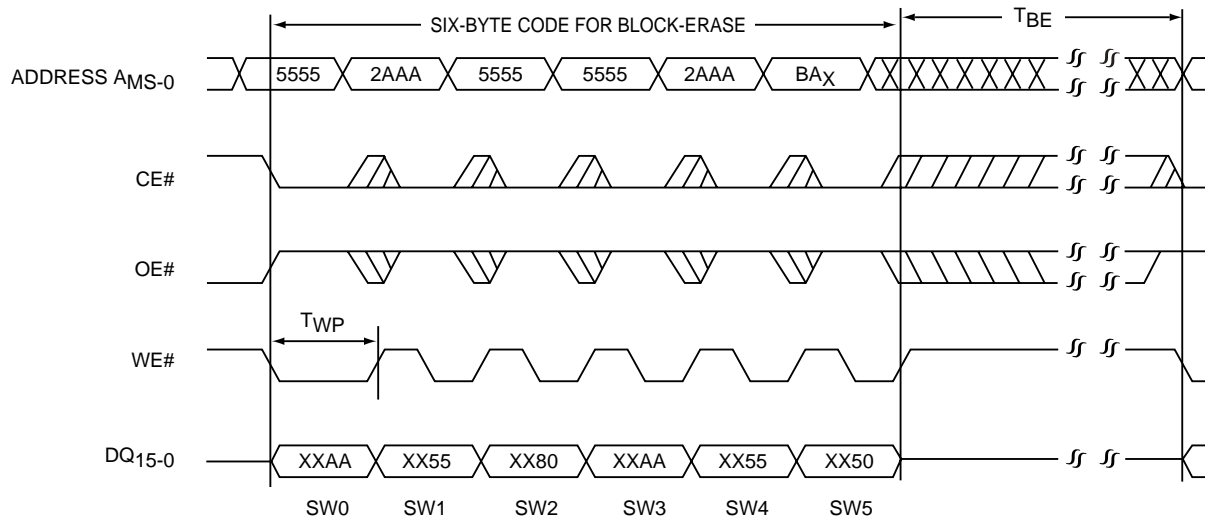 SIX-BYTE CODE FOR BLOCK-ERASE TBE
ADDRESS AMS-0 5555 2AAA 5555 5555 2AAA BAX
CE#
OE#
TWP
WE#
DQ15-0 XXAA XX55 XX80 XXAA XX55 XX50
SW0 SW1 SW2 SW3 SW4 SW5